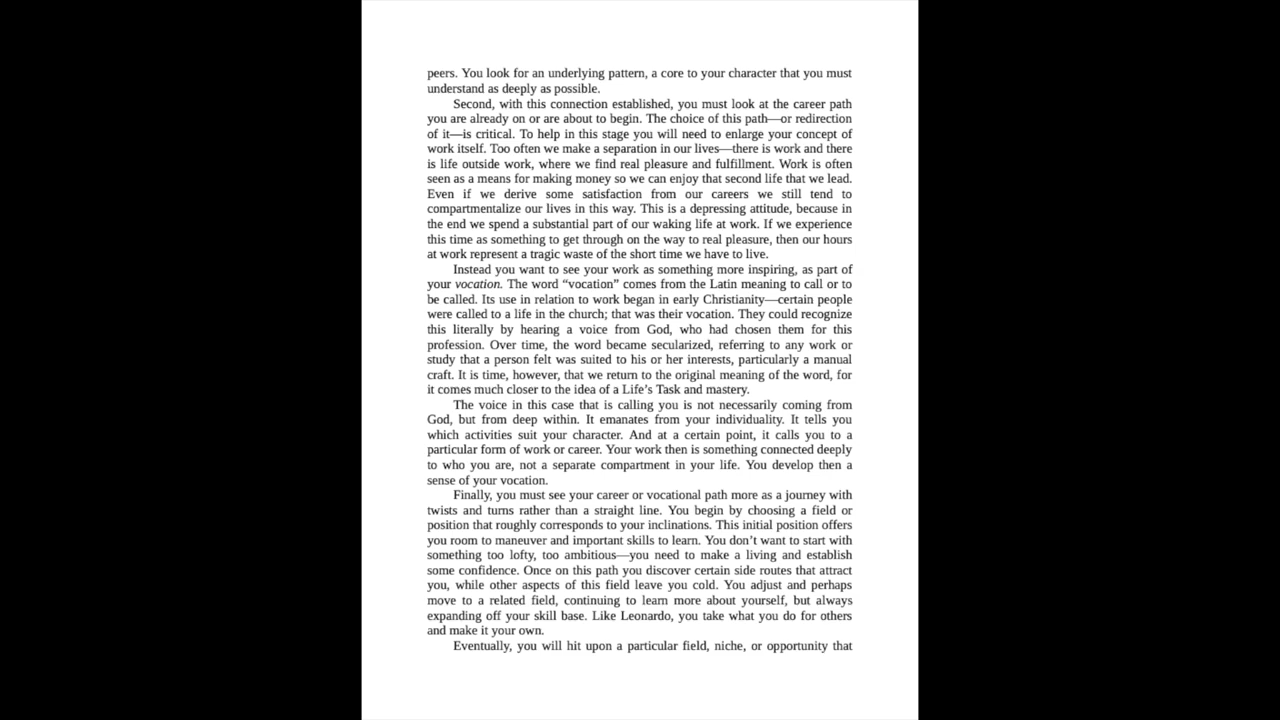 peers. You look for an underlying pattern, a core to your character that you must
understand as deeply as possible.
Second, with this connection established, you must look at the career path
you are already on or are about to begin. The choice of this path—or redirection
of it—is critical. To help in this stage you will need to enlarge your concept of
work itself. Too often we make a separation in our lives—there is work and there
is life outside work, where we find real pleasure and fulfillment. Work is often
seen as a means for making money so we can enjoy that second life that we lead.
Even if we derive some satisfaction from our careers we still tend to
compartmentalize our lives in this way. This is a depressing attitude, because in
the end we spend a substantial part of our waking life at work. If we experience
this time as something to get through on the way to real pleasure, then our hours
at work represent a tragic waste of the short time we have to live.
Instead you want to see your work as something more inspiring, as part of
your vocation. The word “vocation” comes from the Latin meaning to call or to
be called. Its use in relation to work began in early Christianity—certain people
were called to a life in the church; that was their vocation. They could recognize
this literally by hearing a voice from God, who had chosen them for this
profession. Over time, the word became secularized, referring to any work or
study that a person felt was suited to his or her interests, particularly a manual
craft. It is time, however, that we return to the original meaning of the word, for
it comes much closer to the idea of a Life’s Task and mastery.
The voice in this case that is calling you is not necessarily coming from
God, but from deep within. It emanates from your individuality. It tells you
which activities suit your character. And at a certain point, it calls you to a
particular form of work or career. Your work then is something connected deeply
to who you are, not a separate compartment in your life. You develop then a
sense of your vocation.
Finally, you must see your career or vocational path more as a journey with
twists and turns rather than a straight line. You begin by choosing a field or
position that roughly corresponds to your inclinations. This initial position offers
you room to maneuver and important skills to learn. You don’t want to start with
something too lofty, too ambitious—you need to make a living and establish
some confidence. Once on this path you discover certain side routes that attract
you, while other aspects of this field leave you cold. You adjust and perhaps
move to a related field, continuing to learn more about yourself, but always
expanding off your skill base. Like Leonardo, you take what you do for others
and make it your own.
Eventually, you will hit upon a particular field, niche, or opportunity that